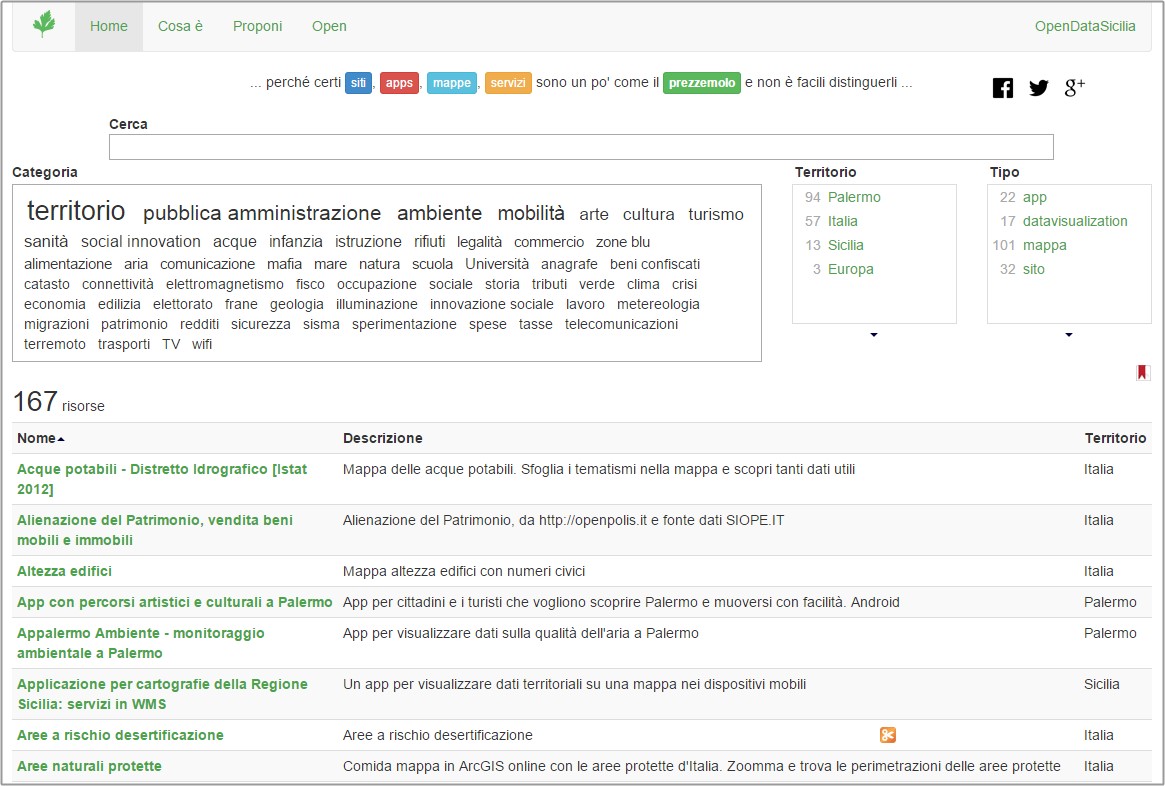 Home Cosa è Proponi Open OpenDataSicilia
... perché certi siti, apps, mappe, servizi sono un po' come il prezzemolo e non è facili distinguerli ...
g+
Cerca
Categoria
territorio pubblica amministrazione ambiente mobilità arte cultura turismo
sanità social innovation acque infanzia istruzione rifiuti legalità commercio zone blu
alimentazione aria comunicazione mafia mare natura scuola Università anagrafe beni confiscati
catasto connettività elettromagnetismo fisco occupazione sociale storia tributi verde clima crisi
economia edilizia elettorato frane geologia illuminazione innovazione sociale lavoro metereologia
migrazioni patrimonio redditi sicurezza sisma sperimentazione spese tasse telecomunicazioni
terremoto trasporti TV wifi
Territorio
94 Palermo
57 Italia
13 Sicilia
3 Europa
Tipo
22 app
17 datavisualization
101 mappa
32 sito
167 risorse
Nome Descrizione Territorio
Acque potabili - Distretto Idrografico [Istat Mappa delle acque potabili. Sfoglia i tematismi nella mappa e scopri tanti dati utili Italia
2012]
Alienazione del Patrimonio, vendita beni Alienazione del Patrimonio, da http://openpolis.it e fonte dati SIOPE.IT Italia
mobili e immobili
Altezza edifici Mappa altezza edifici con numeri civici Italia
App con percorsi artistici e culturali a Palermo App per cittadini e i turisti che vogliono scoprire Palermo e muoversi con facilità. Android Palermo
Appalermo Ambiente - monitoraggio App per visualizzare dati sulla qualità dell'aria a Palermo Palermo
ambientale a Palermo
Applicazione per cartografie della Regione Un app per visualizzare dati territoriali su una mappa nei dispositivi mobili Sicilia
Sicilia: servizi in WMS
Aree a rischio desertificazione Aree a rischio desertificazione Italia
Aree naturali protette Comida mappa in ArcGIS online con le aree protette d'Italia. Zoomma e trova le perimetrazioni delle aree protette Italia